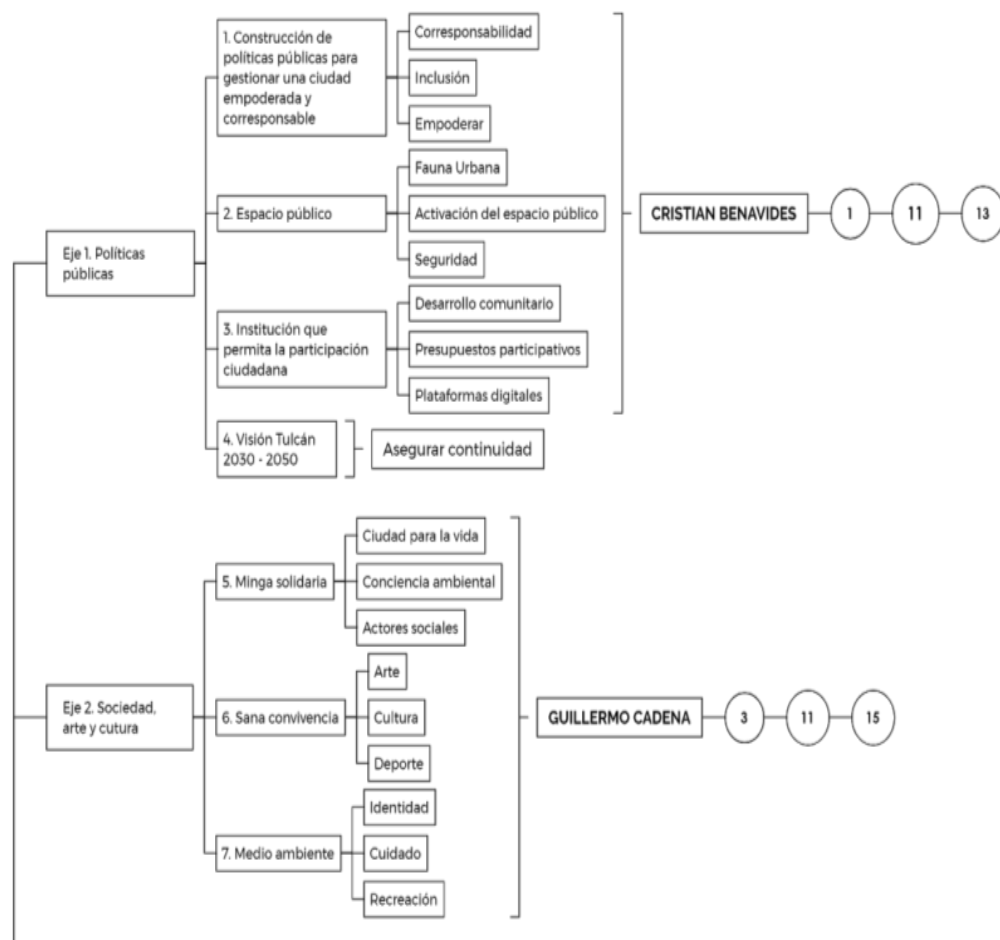 Eje 1. Políticas
públicas
1. Construcción de
políticas públicas para
gestionar una ciudad
empoderada y
corresponsable
Corresponsabilidad
Inclusión
Empoderar
2. Espacio público
Fauna Urbana
Activación del espacio público
Seguridad
3. Institución que
permita la participación
ciudadana
Desarrollo comunitario
Presupuestos participativos
Plataformas digitales
4. Visión Tulcán
2030 - 2050
Asegurar continuidad
CRISTIAN BENAVIDES
1
11
13
Eje 2. Sociedad,
arte y cutura
5. Minga solidaria
Ciudad para la vida
Conciencia ambiental
Actores sociales
6. Sana convivencia
Arte
Cultura
Deporte
7. Medio ambiente
Identidad
Cuidado
Recreación
GUILLERMO CADENA
3
11
15